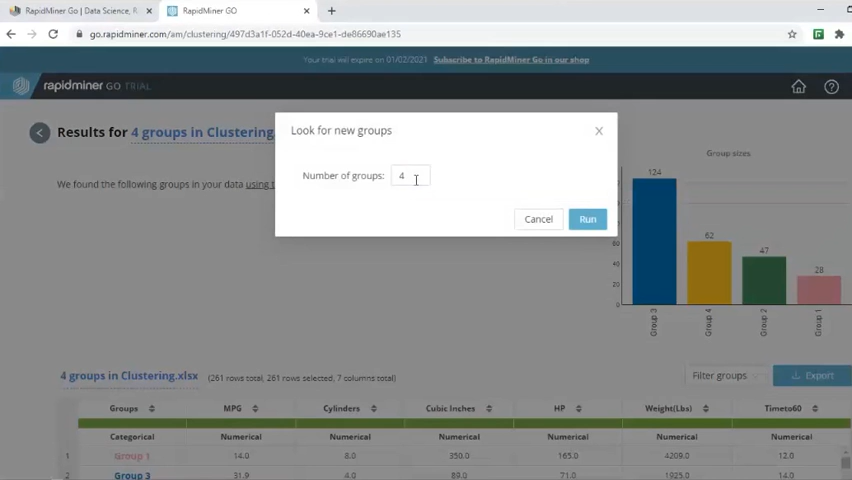 RapidMiner Go | Data Science, R
RapidMiner GO
go.rapidminer.com/am/clustering/497d3a1f-052d-40ea-9ce1-de86690ae135
Your trial will expire on 01/02/2021 Subscribe to RapidMiner Go in our shop
rapidminer GO TRIAL
Results for 4 groups in Clustering.
We found the following groups in your data using t
Look for new groups
Number of groups: 4
Cancel
Run
Group sizes
124
62
47
28
60
40
20
0
Group 3
Group 4
Group 2
Group 1
4 groups in Clustering.xlsx (261 rows total, 261 rows selected, 7 columns total)
Filter groups
Export
Groups MPG Cylinders Cubic Inches HP Weight(Lbs) Timeto60
Categorical Numerical Numerical Numerical Numerical Numerical Numerical
1 Group 1 14.0 8.0 350.0 165.0 4209.0 12.0
2 Group 3 31.9 4.0 89.0 71.0 1925.0 14.0